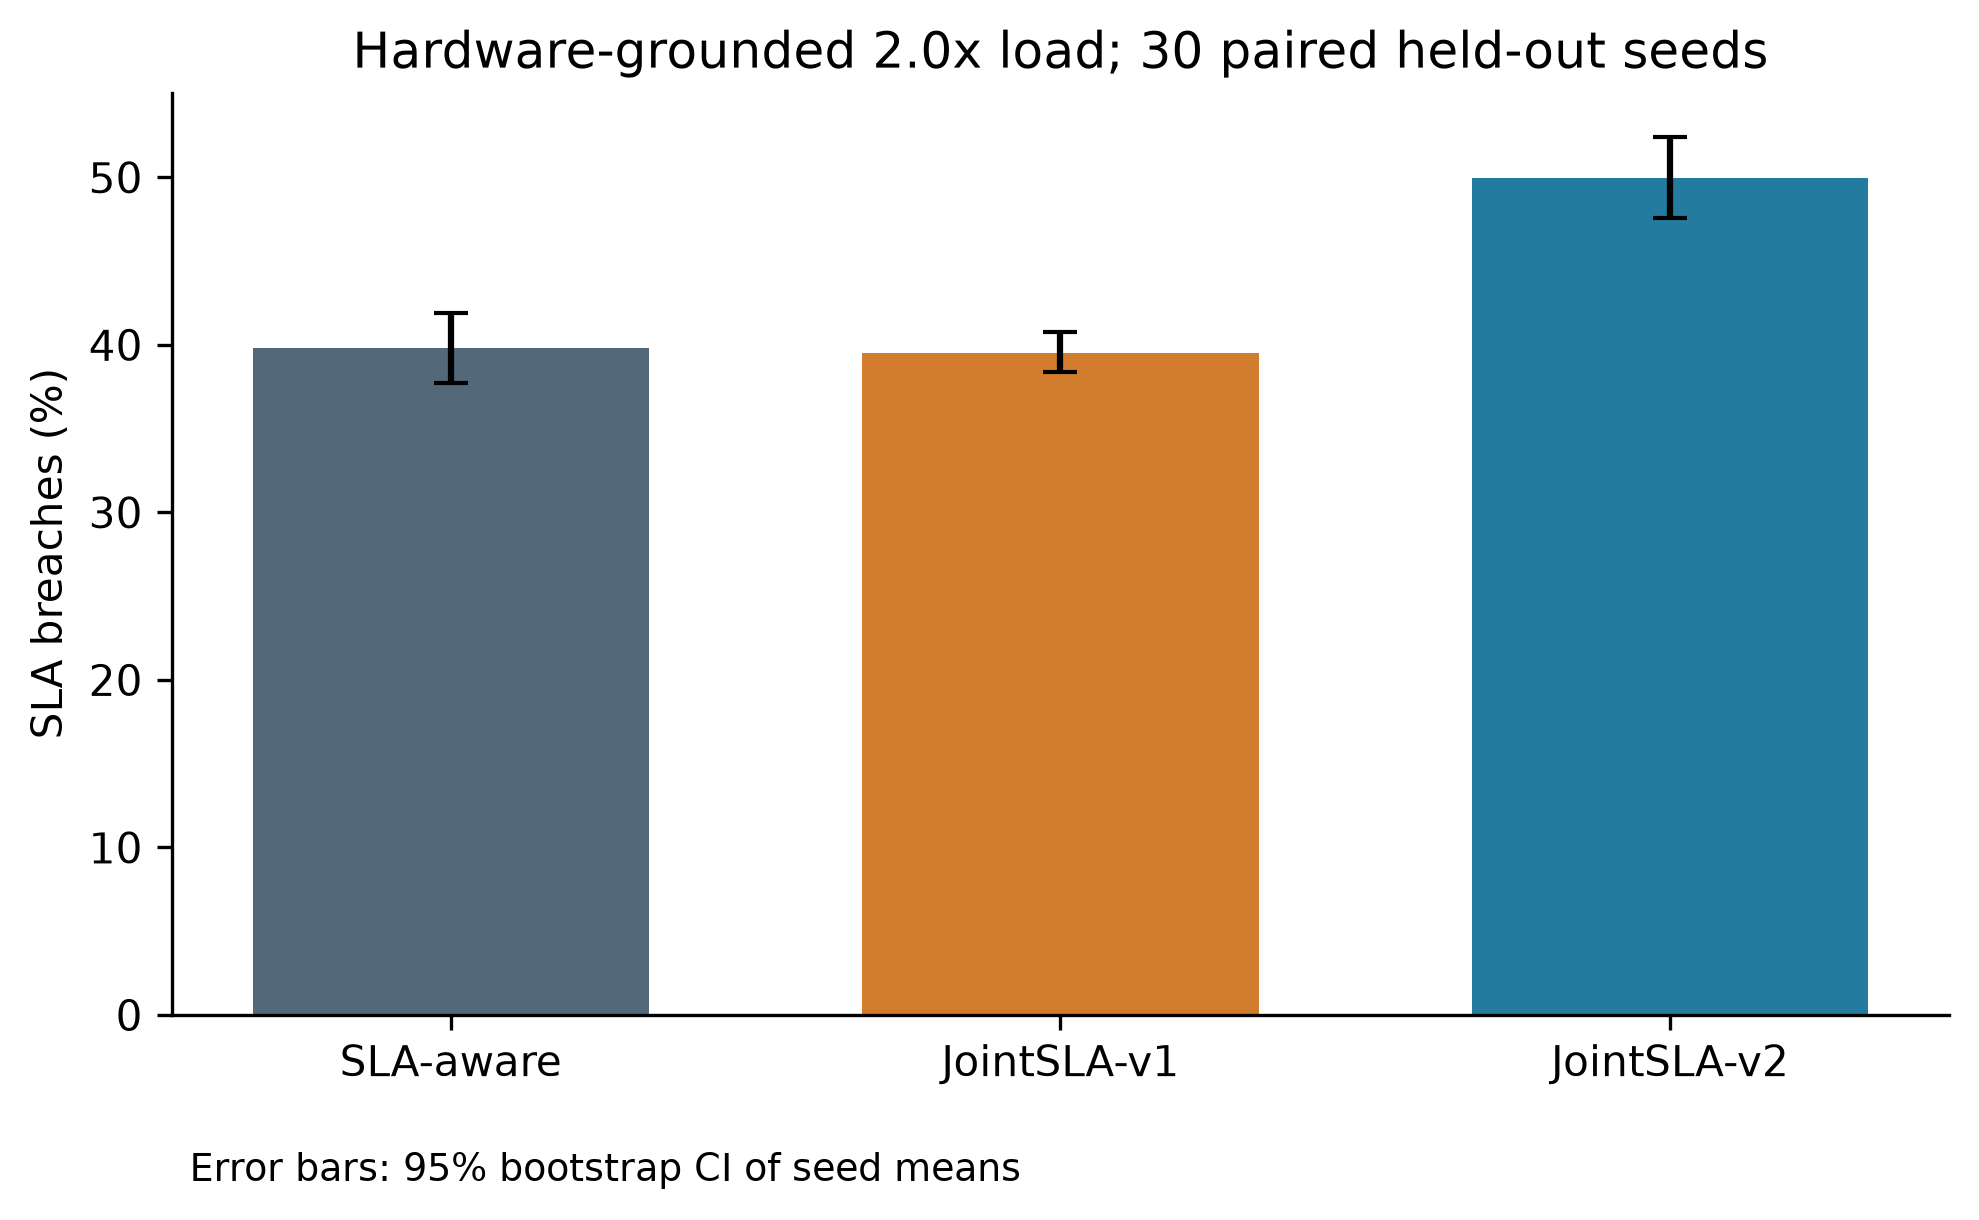 Hardware-grounded 2.0x load; 30 paired held-out seeds
SLA breaches (%)
50
40
30
20
10
0
SLA-aware
JointSLA-v1
JointSLA-v2
Error bars: 95% bootstrap CI of seed means